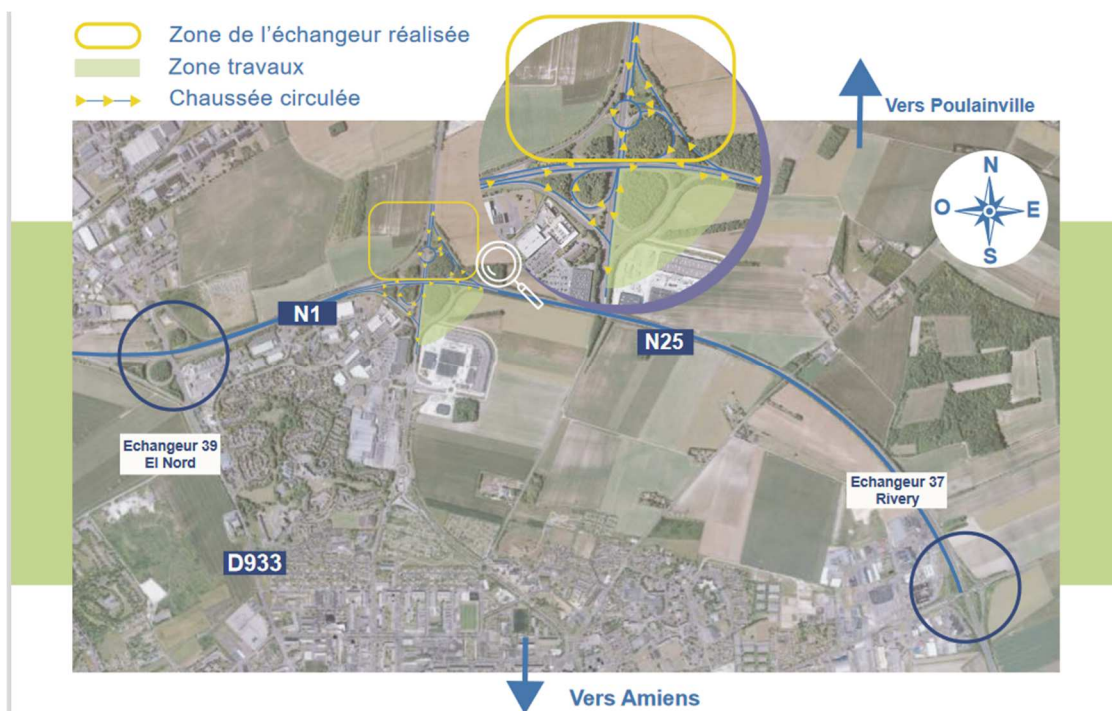 Zone de l'échangeur réalisée
Zone travaux
Chaussée circulée
Vers Poulainville
N
O
E
S
N1
N25
Echangeur 39
El Nord
Echangeur 37
Rivery
D933
Vers Amiens